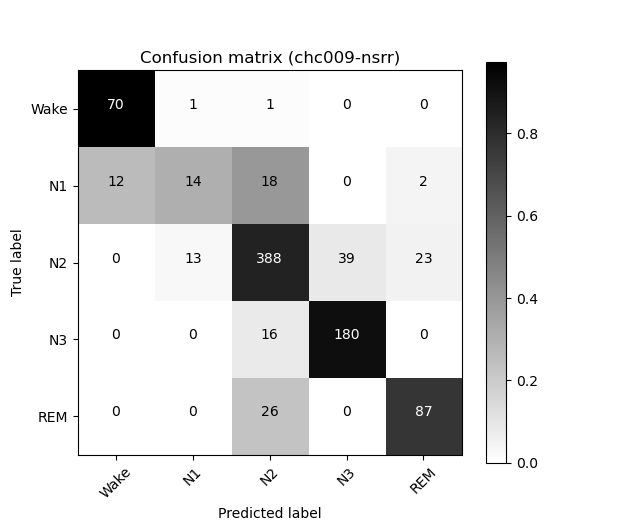 Confusion matrix (chc009-nsrr)
Wake 70 1 1 0 0
N1 12 14 18 0 2
N2 0 13 388 39 23
N3 0 0 16 180 0
REM 0 0 26 0 87
True label
Wake N1 N2 N3 REM
Predicted label
0.8
0.6
0.4
0.2
0.0